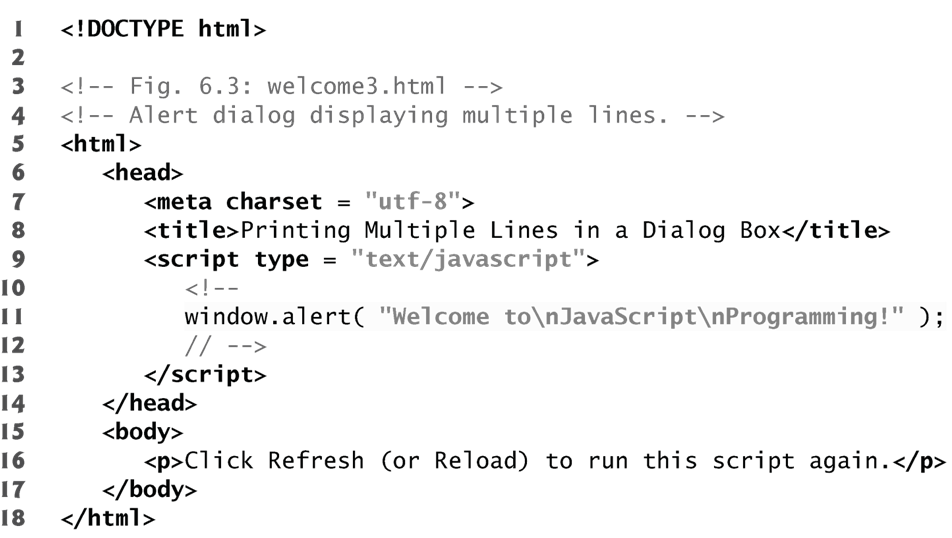 1 <!DOCTYPE html>
2
3 <!-- Fig. 6.3: welcome3.html -->
4 <!-- Alert dialog displaying multiple lines. -->
5 <html>
6 <head>
7 <meta charset = "utf-8">
8 <title>Printing Multiple Lines in a Dialog Box</title>
9 <script type = "text/javascript">
10 <!--
11 window.alert( "Welcome to\nJavaScript\nProgramming!" );
12 // -->
13 </script>
14 </head>
15 <body>
16 <p>Click Refresh (or Reload) to run this script again.</p>
17 </body>
18 </html>